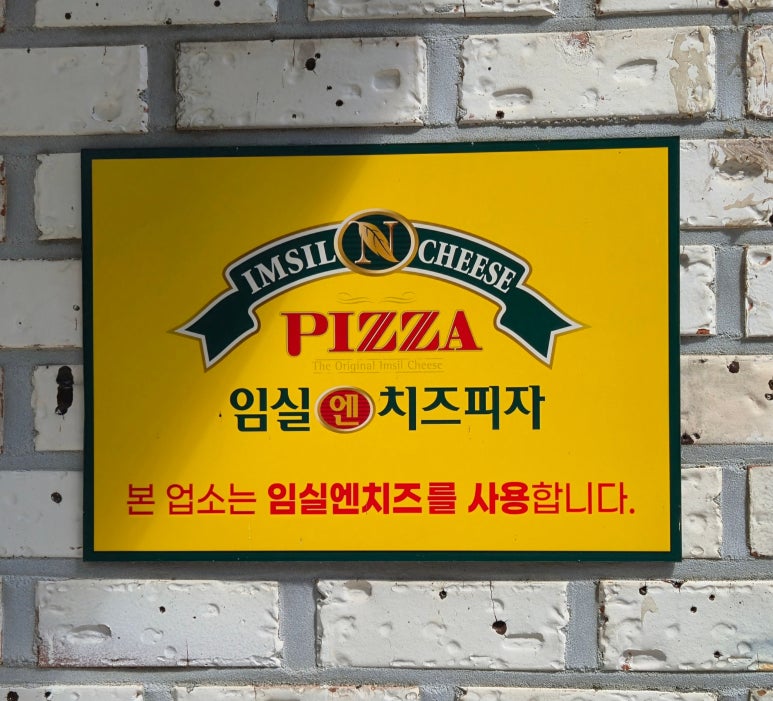 IMSIL N CHEESE
PIZZA
The Original Imsil Cheese
임실엔치즈피자
본 업소는 임실엔치즈를 사용합니다.